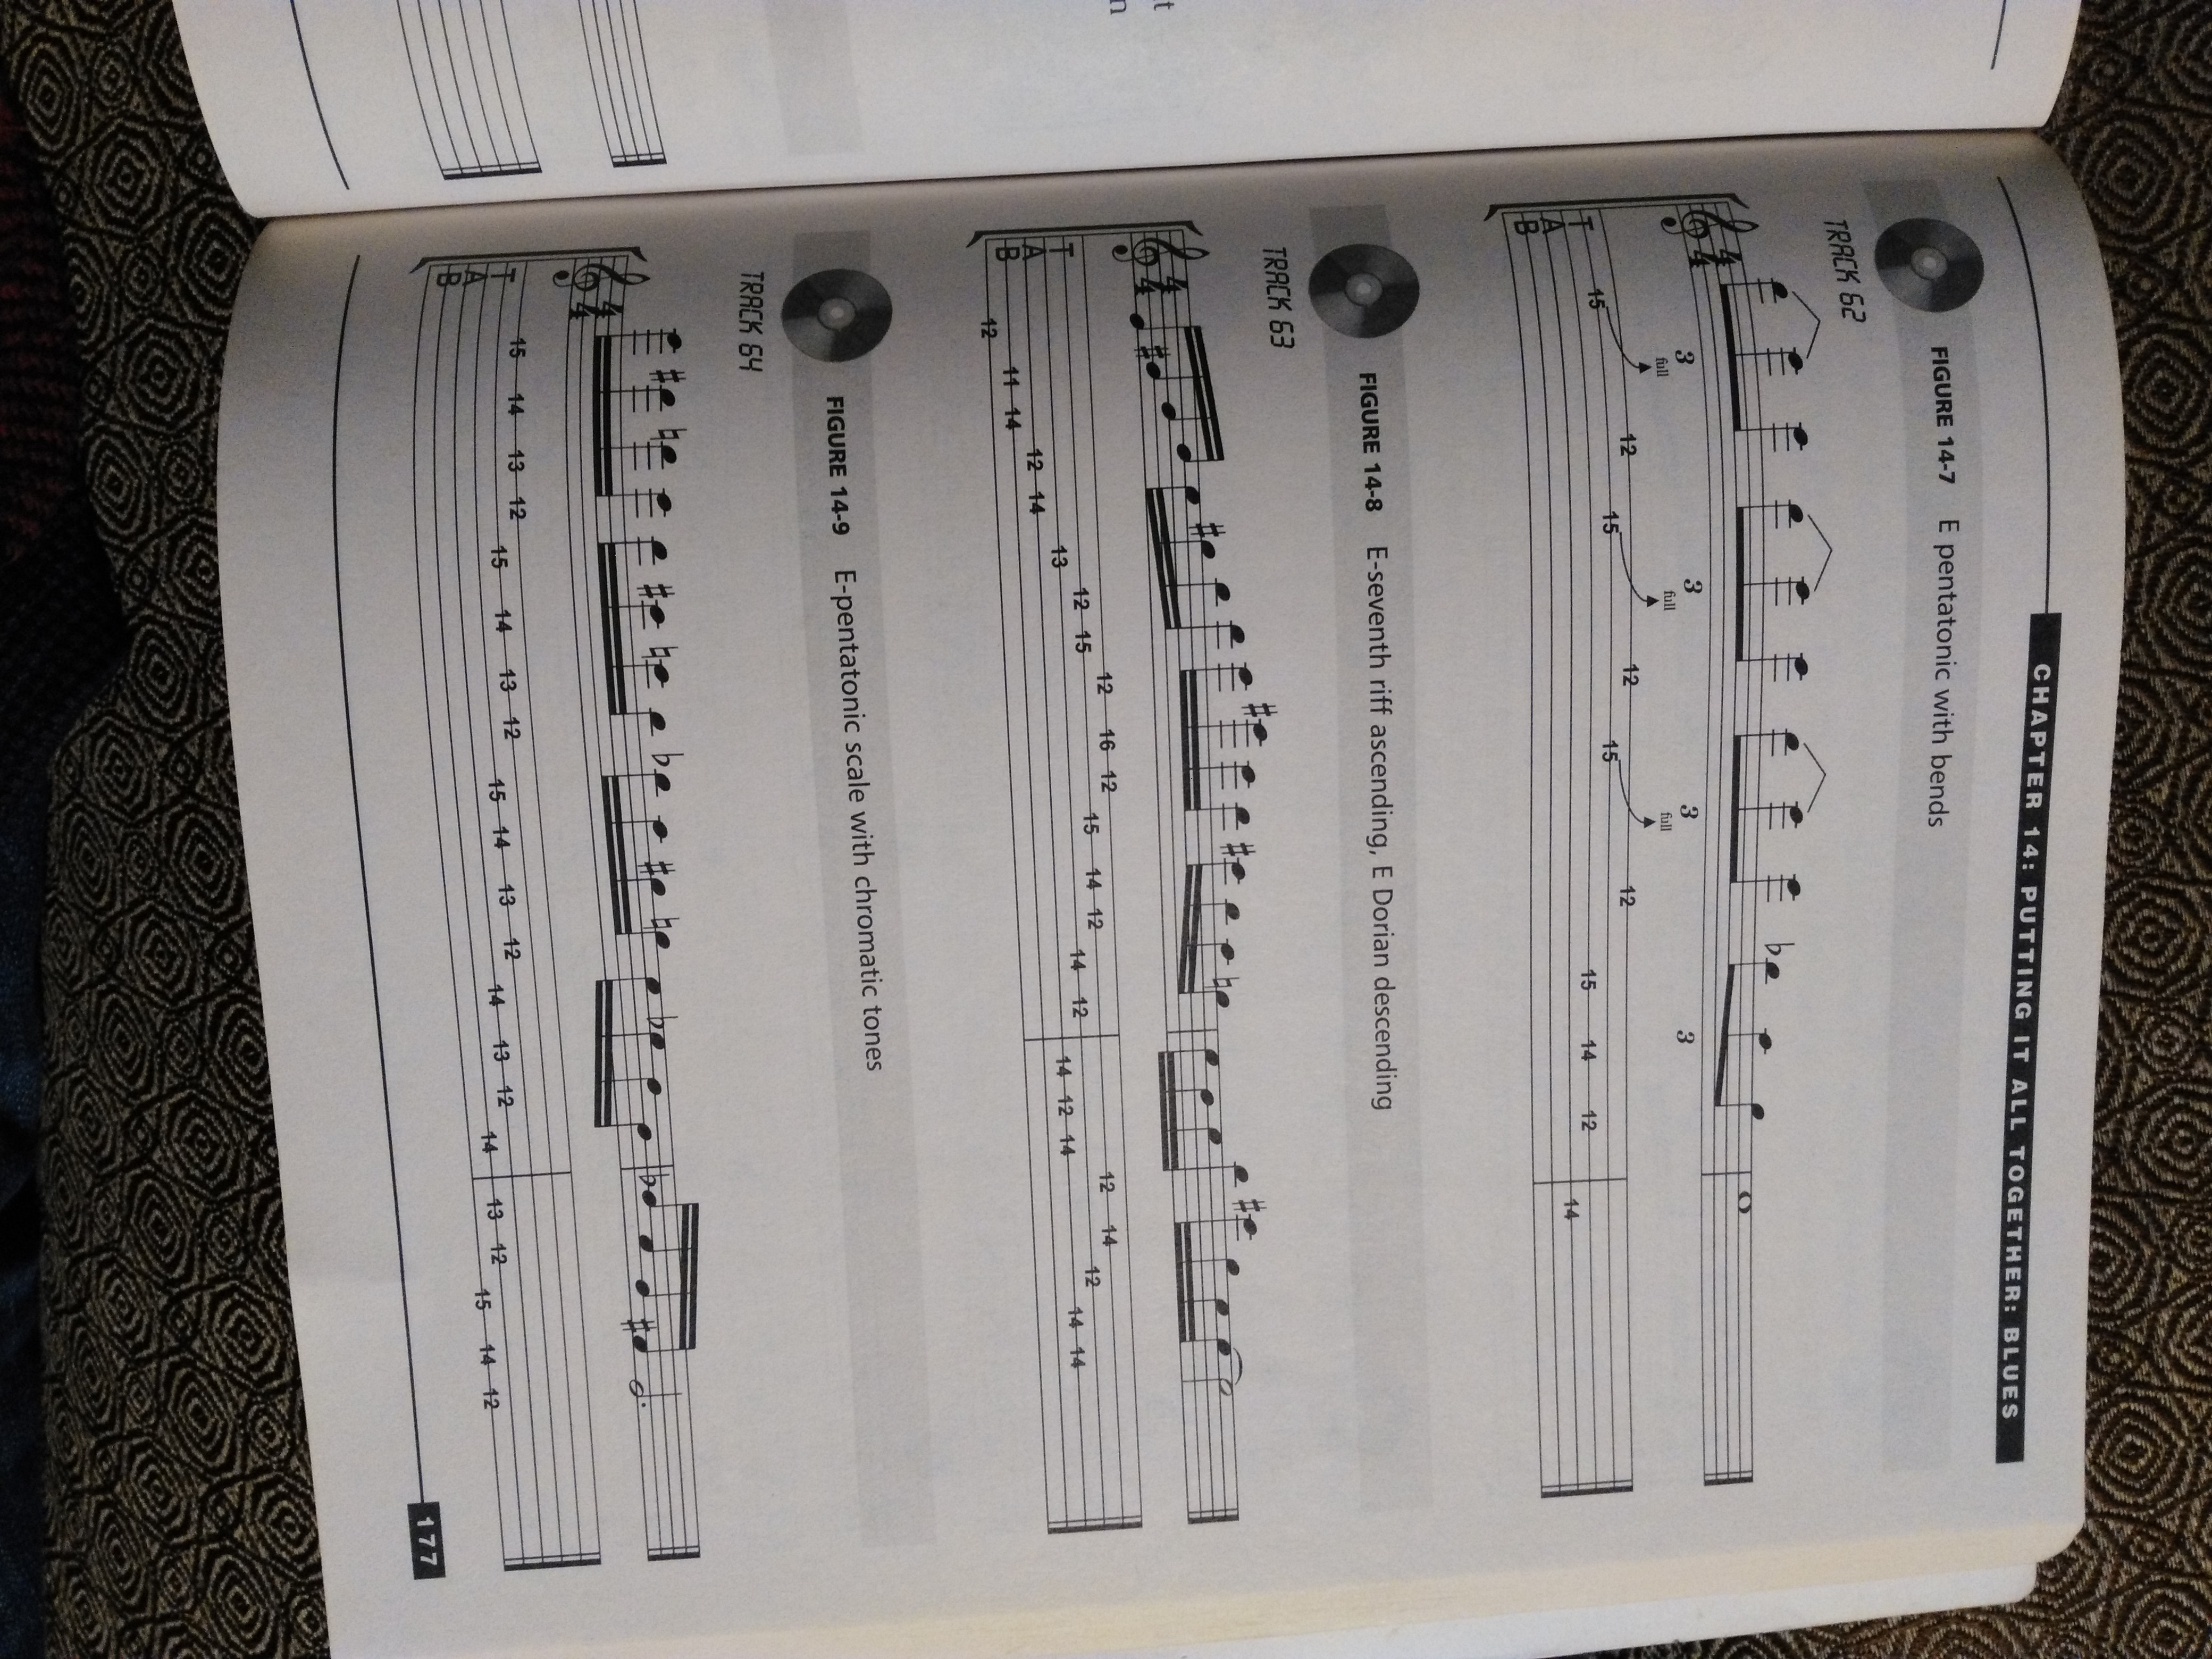 CHAPTER 14: PUTTING IT ALL TOGETHER: BLUES
FIGURE 14-7 E pentatonic with bends
TRACK 62
3 3 3 3
full full full
T
A
B
15 12 15 12 15 12 15 14 12 14
FIGURE 14-8 E-seventh riff ascending, E Dorian descending
TRACK 63
T
A
B
12 11 14 12 14 13 12 15 12 16 12 15 14 12 14 12 14 12 14 12 14 12 14 14
FIGURE 14-9 E-pentatonic scale with chromatic tones
TRACK 64
T
A
B
15 14 13 12 15 14 13 12 15 14 13 12 14 13 12 14 13 12 15 14 12
177